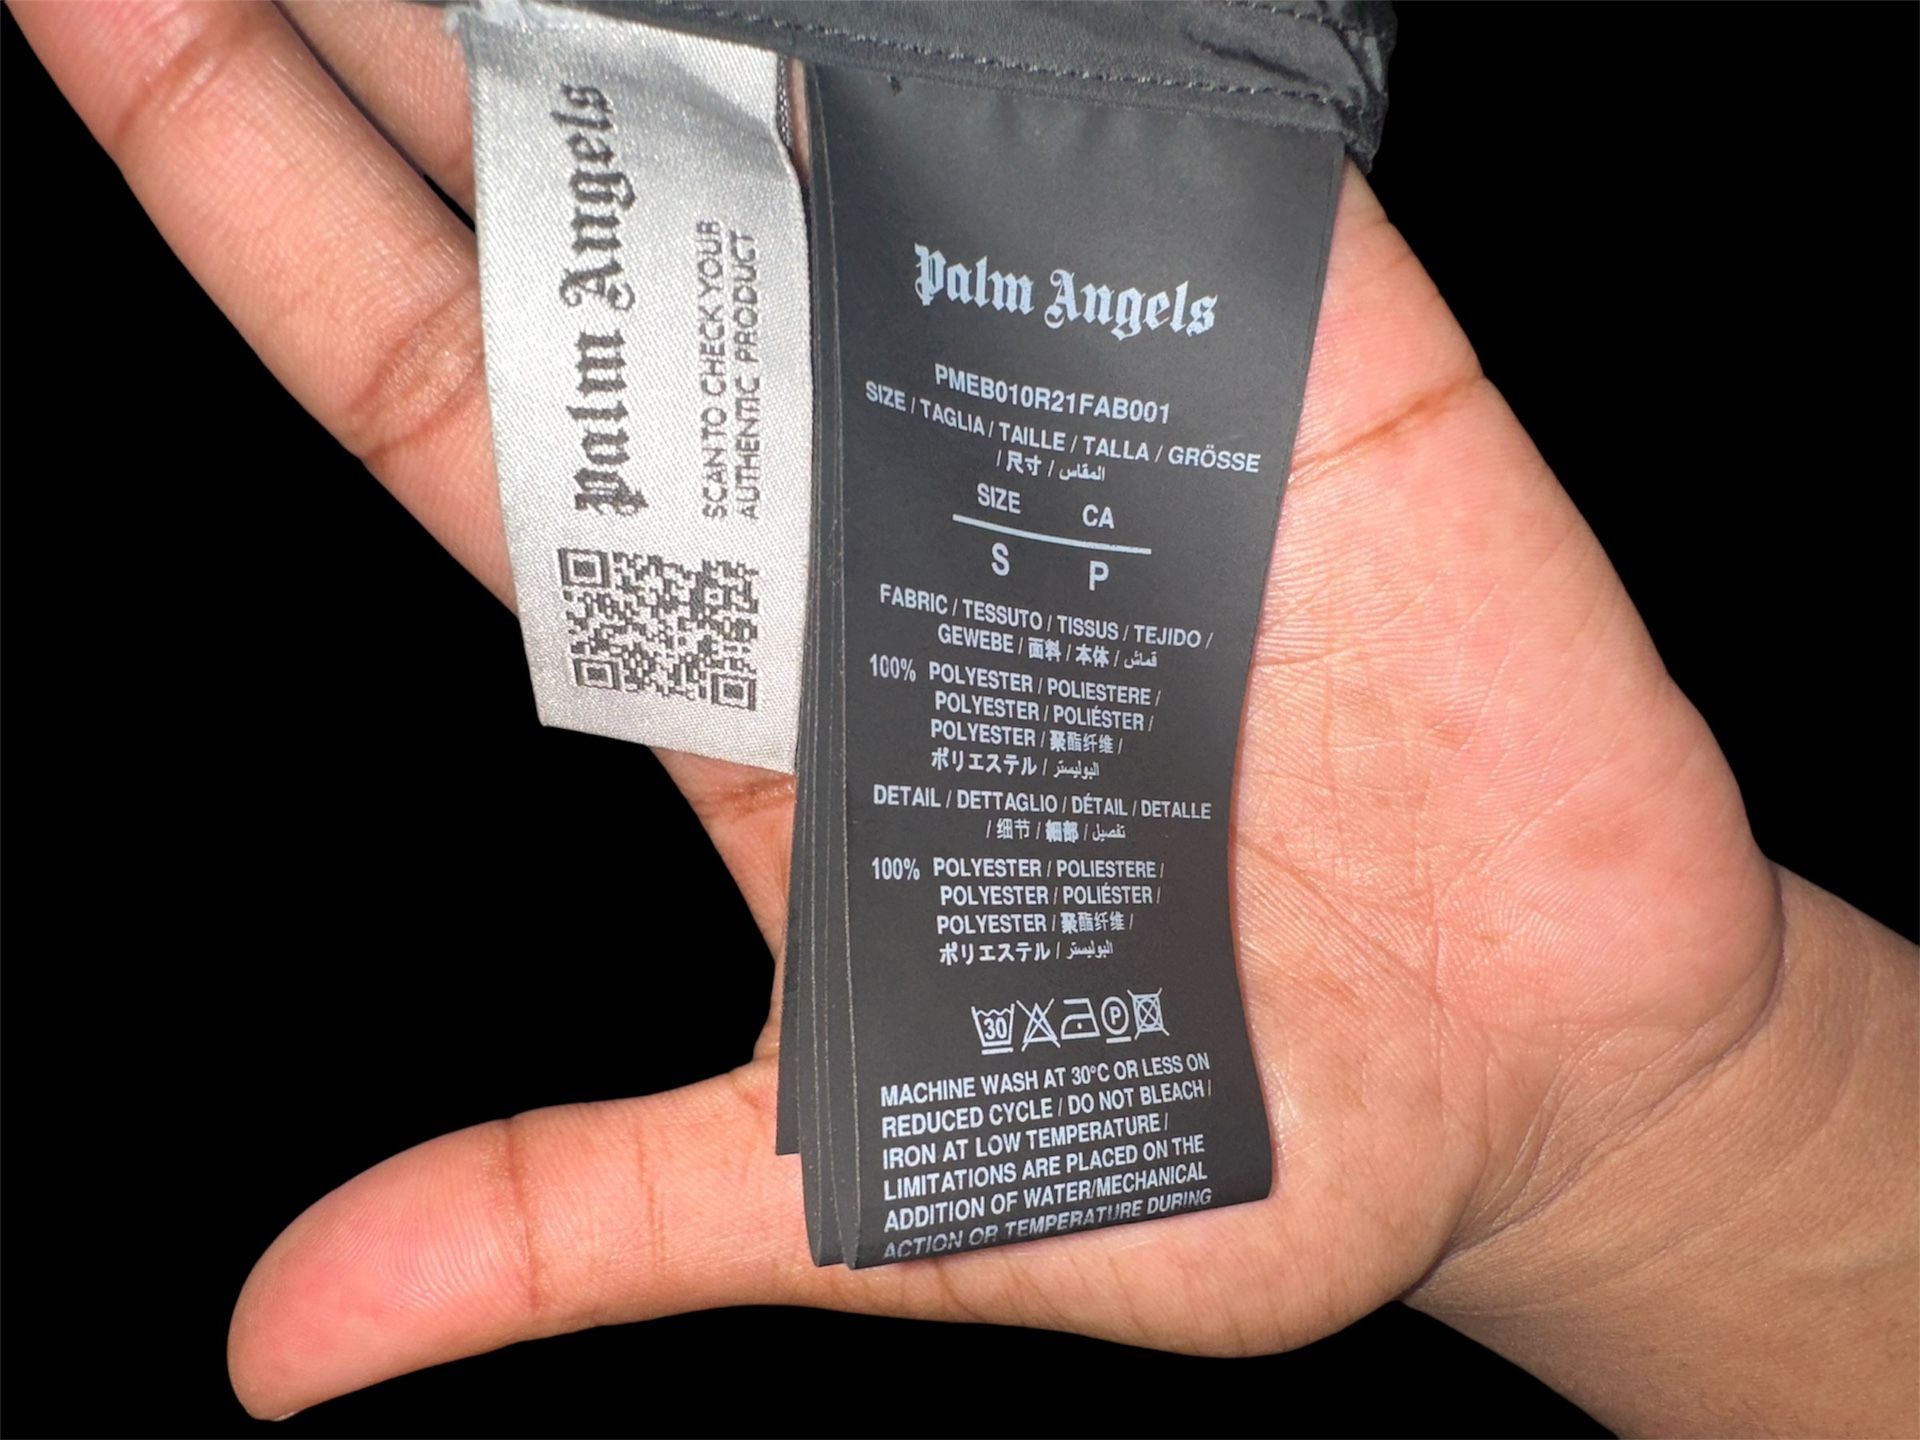 Palm Angels
SCAN TO CHECK YOUR
AUTHENTIC PRODUCT
Palm Angels
PMEB010R21FAB001
SIZE / TAGLIA / TAILLE / TALLA / GRÖSSE
/ 尺寸 / المقاس
SIZE CA
S P
FABRIC / TESSUTO / TISSUS / TEJIDO /
GEWEBE / 面料 / 本体 / قماش
100% POLYESTER / POLIESTERE /
POLYESTER / POLIÉSTER /
POLYESTER / 聚酯纤维 /
ポリエステル / البوليستر
DETAIL / DETTAGLIO / DÉTAIL / DETALLE
/ 细节 / 細部 / تفصيل
100% POLYESTER / POLIESTERE /
POLYESTER / POLIÉSTER /
POLYESTER / 聚酯纤维 /
ポリエステル / البوليستر
30 P
MACHINE WASH AT 30°C OR LESS ON
REDUCED CYCLE / DO NOT BLEACH /
IRON AT LOW TEMPERATURE /
LIMITATIONS ARE PLACED ON THE
ADDITION OF WATER/MECHANICAL
ACTION OR TEMPERATURE DURING